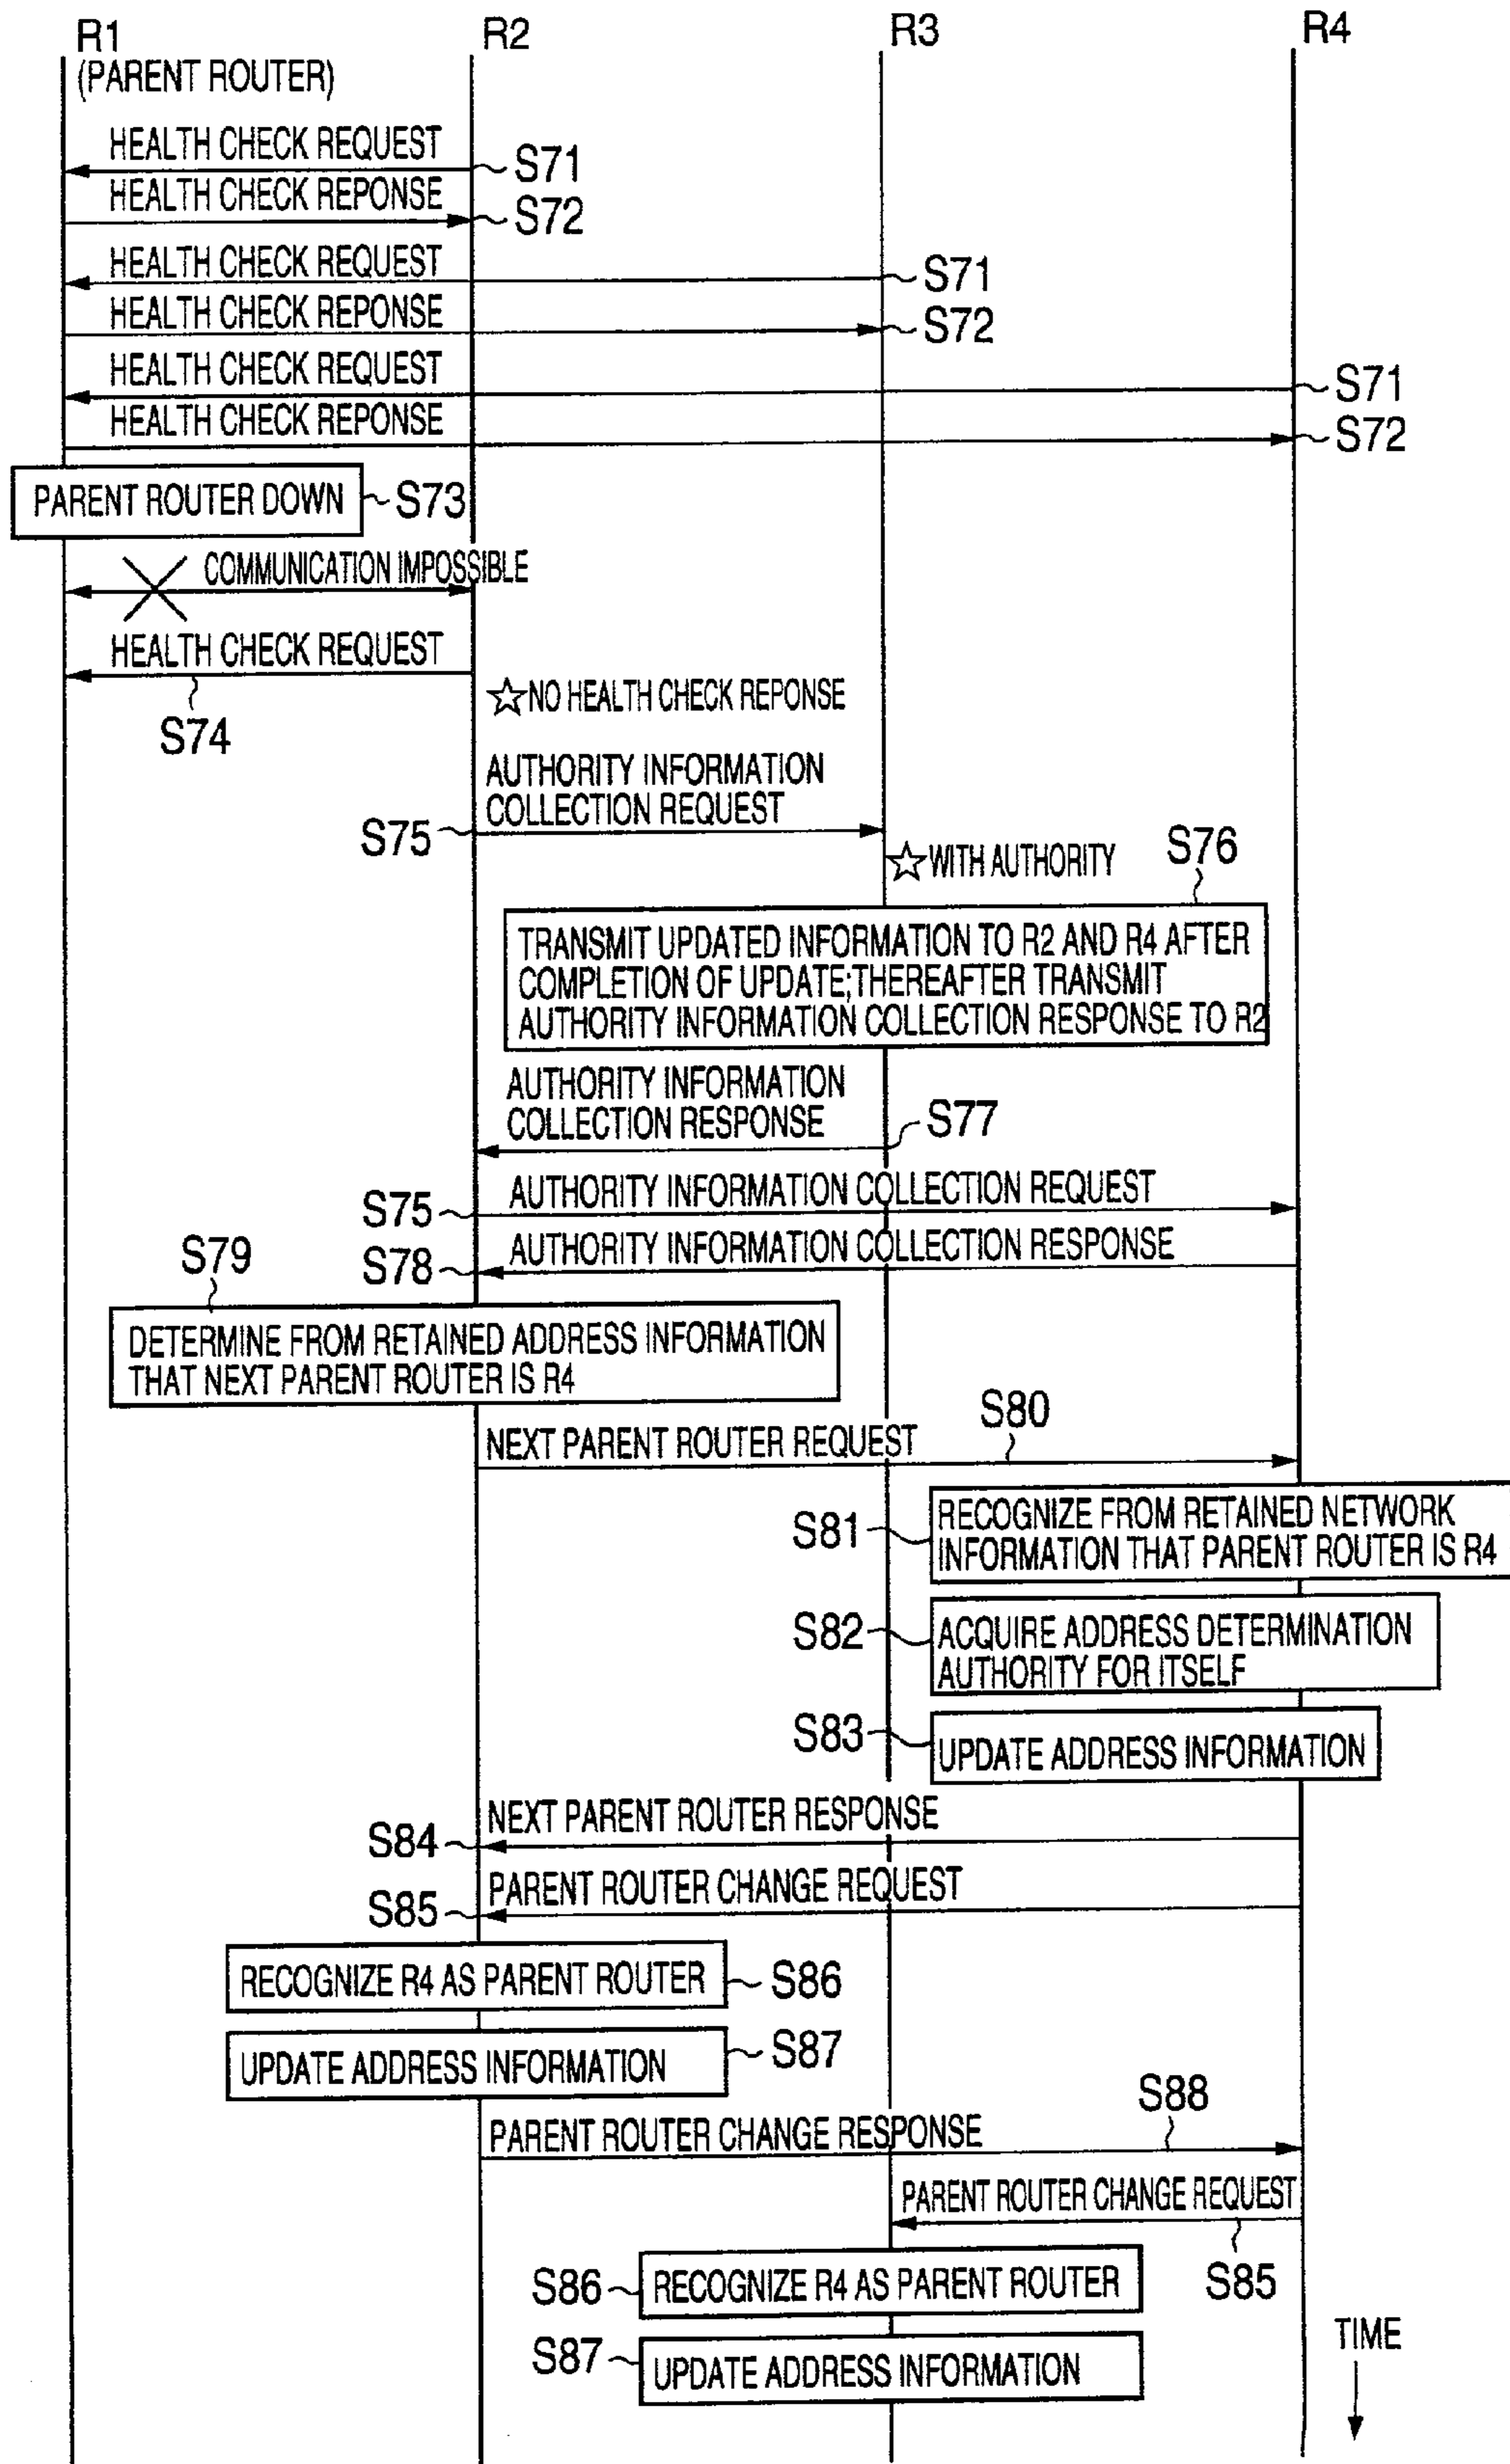 R1
(PARENT ROUTER)
R2
R3
R4
HEALTH CHECK REQUEST
S71
HEALTH CHECK REPONSE
S72
HEALTH CHECK REQUEST
S71
HEALTH CHECK REPONSE
S72
HEALTH CHECK REQUEST
S71
HEALTH CHECK REPONSE
S72
PARENT ROUTER DOWN
S73
COMMUNICATION IMPOSSIBLE
HEALTH CHECK REQUEST
S74
☆NO HEALTH CHECK REPONSE
AUTHORITY INFORMATION
COLLECTION REQUEST
S75
☆WITH AUTHORITY
S76
TRANSMIT UPDATED INFORMATION TO R2 AND R4 AFTER
COMPLETION OF UPDATE;THEREAFTER TRANSMIT
AUTHORITY INFORMATION COLLECTION RESPONSE TO R2
AUTHORITY INFORMATION
COLLECTION RESPONSE
S77
S75
AUTHORITY INFORMATION COLLECTION REQUEST
S78
AUTHORITY INFORMATION COLLECTION RESPONSE
S79
DETERMINE FROM RETAINED ADDRESS INFORMATION
THAT NEXT PARENT ROUTER IS R4
NEXT PARENT ROUTER REQUEST
S80
S81
RECOGNIZE FROM RETAINED NETWORK
INFORMATION THAT PARENT ROUTER IS R4
S82
ACQUIRE ADDRESS DETERMINATION
AUTHORITY FOR ITSELF
S83
UPDATE ADDRESS INFORMATION
NEXT PARENT ROUTER RESPONSE
S84
PARENT ROUTER CHANGE REQUEST
S85
RECOGNIZE R4 AS PARENT ROUTER
S86
UPDATE ADDRESS INFORMATION
S87
PARENT ROUTER CHANGE RESPONSE
S88
PARENT ROUTER CHANGE REQUEST
S85
S86
RECOGNIZE R4 AS PARENT ROUTER
S87
UPDATE ADDRESS INFORMATION
TIME